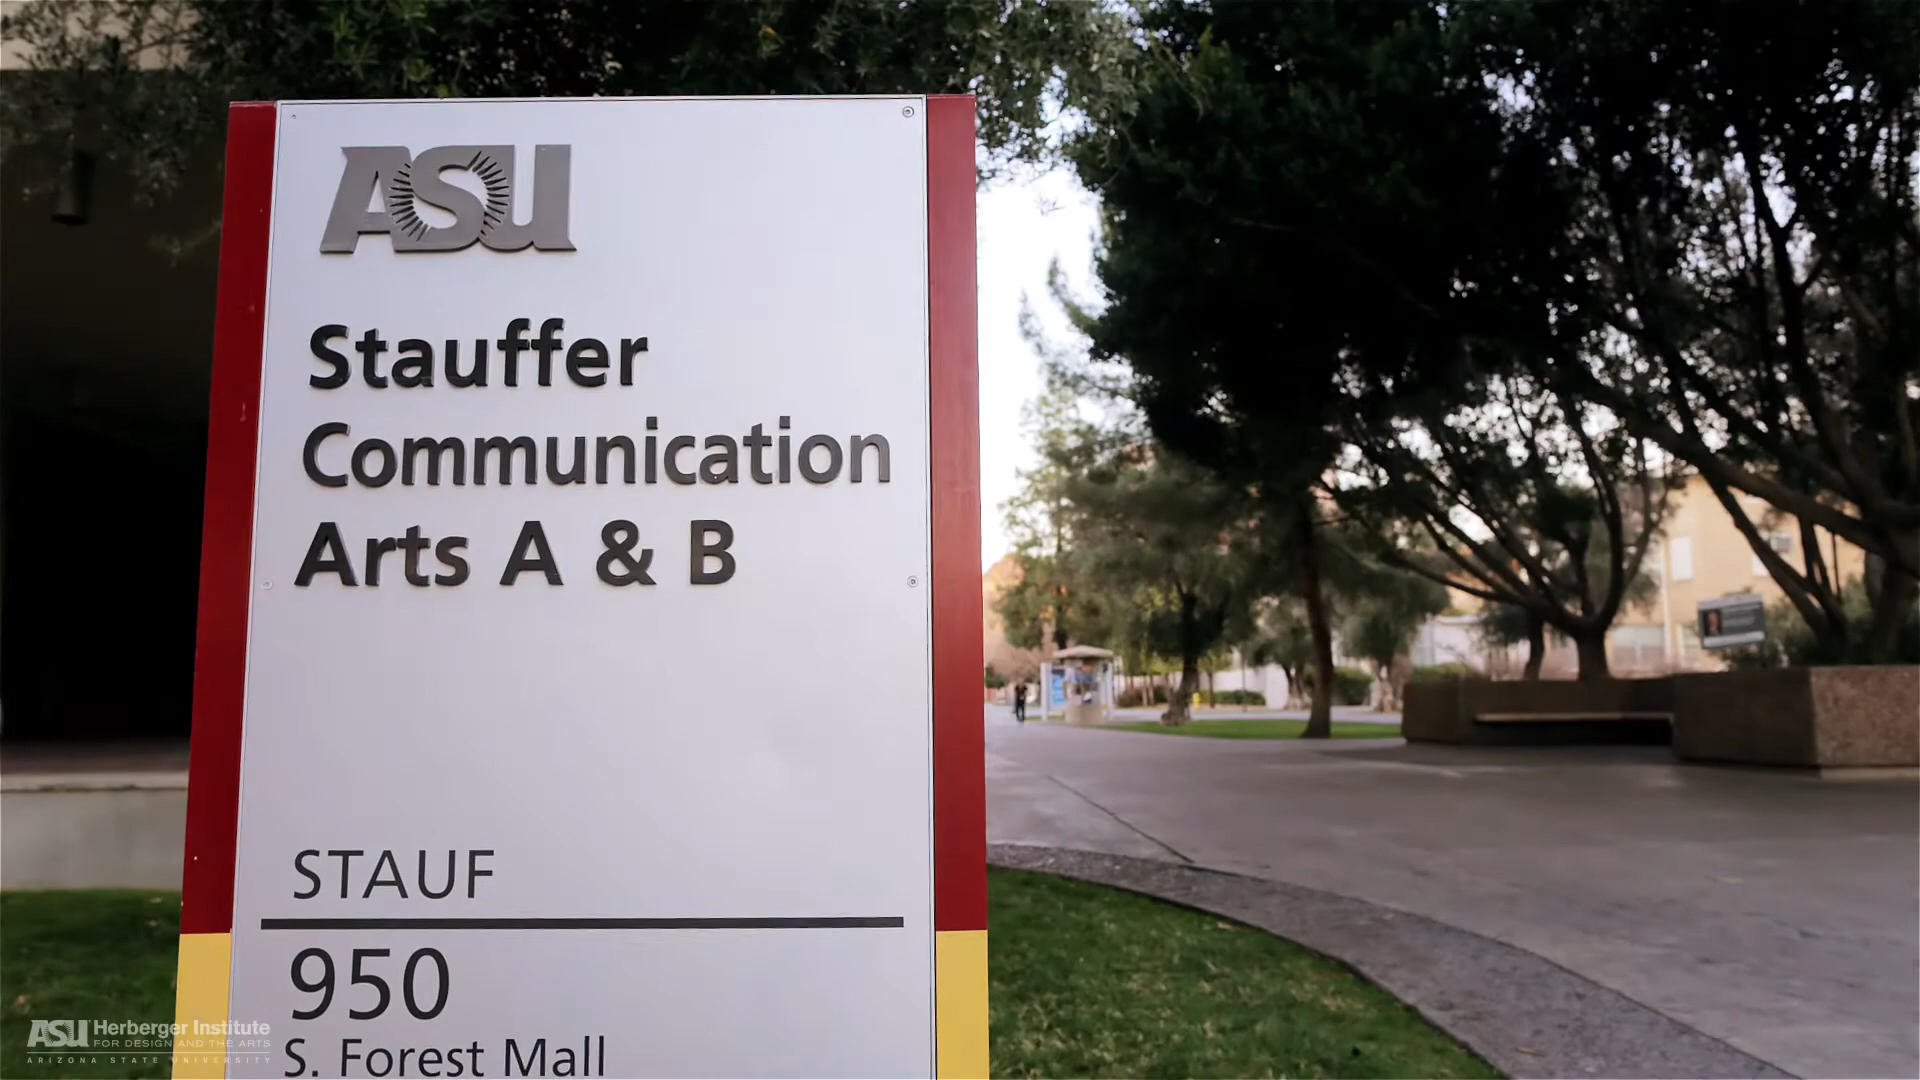 ASU
Stauffer
Communication
Arts A & B
STAUF
950
S. Forest Mall
ASU Herberger Institute
FOR DESIGN AND THE ARTS
ARIZONA STATE UNIVERSITY